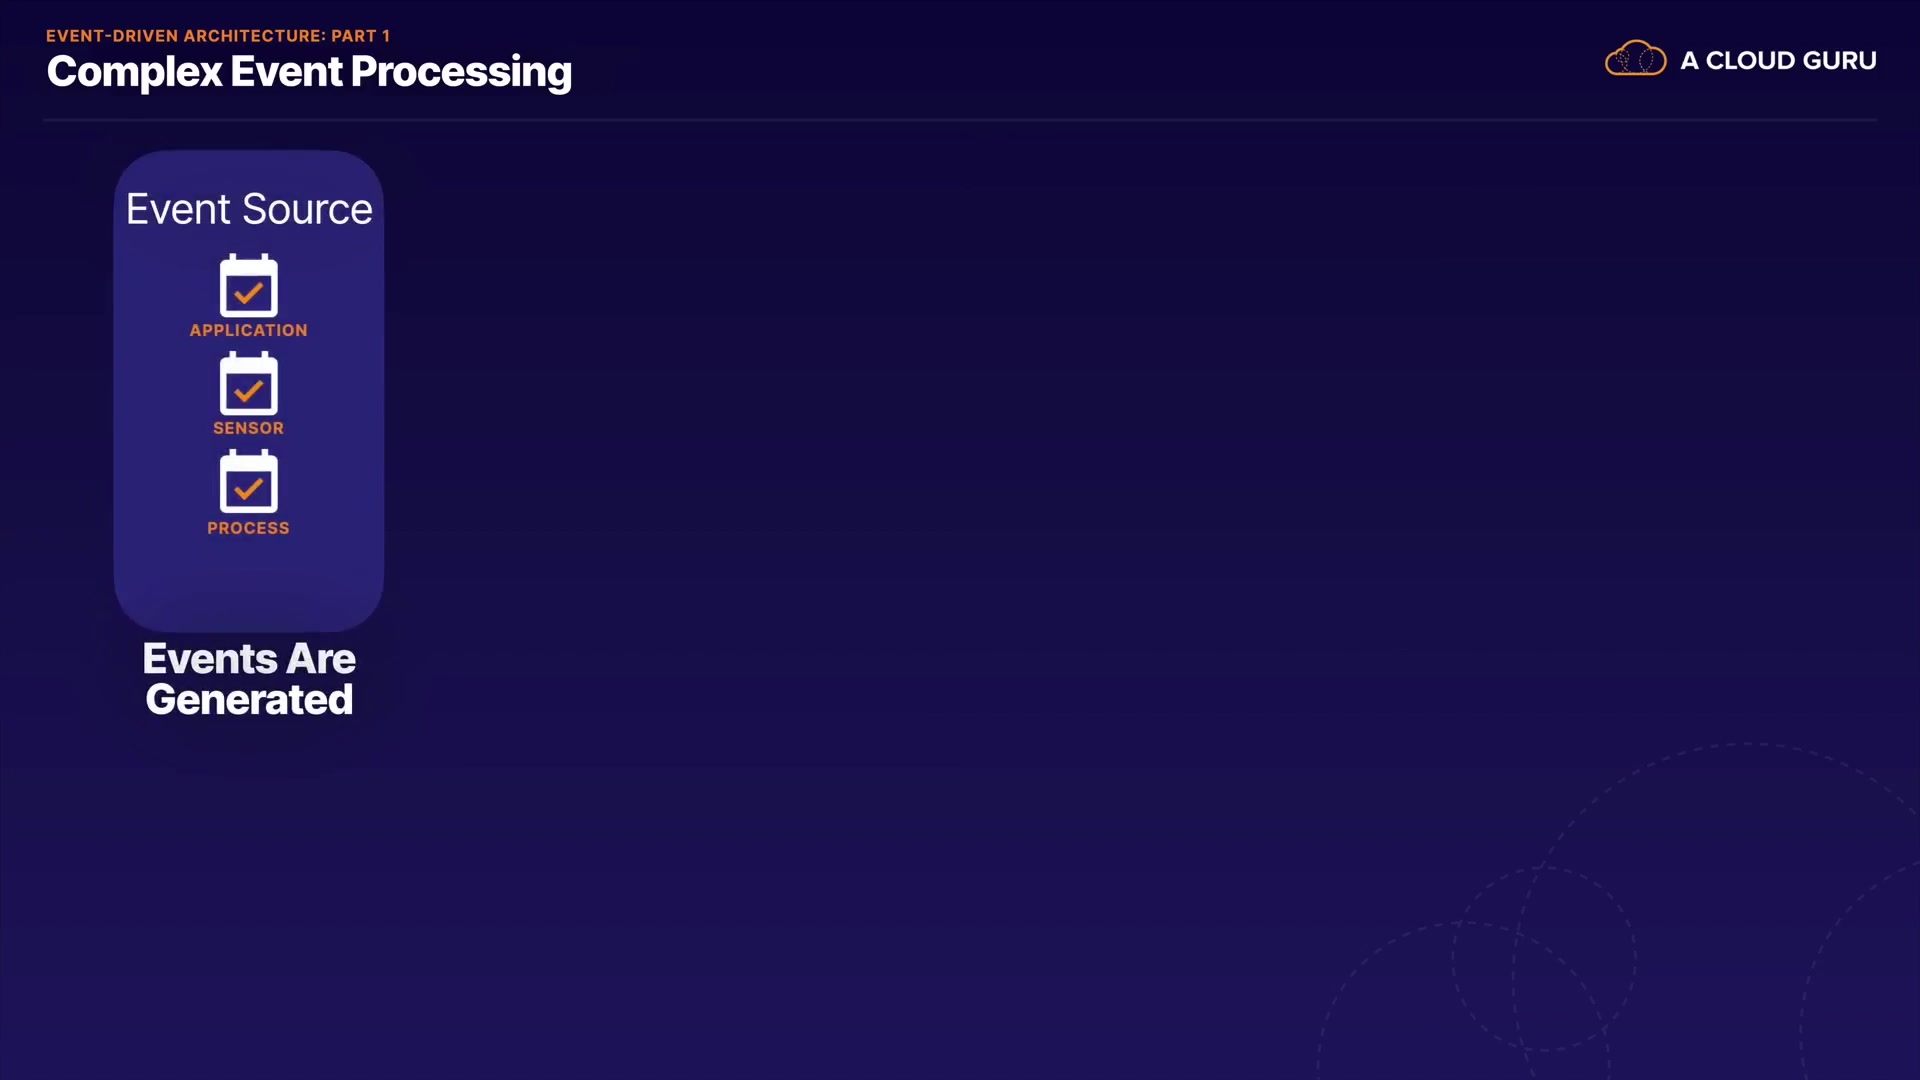 EVENT-DRIVEN ARCHITECTURE: PART 1
Complex Event Processing
A CLOUD GURU
Event Source
APPLICATION
SENSOR
PROCESS
Events Are
Generated